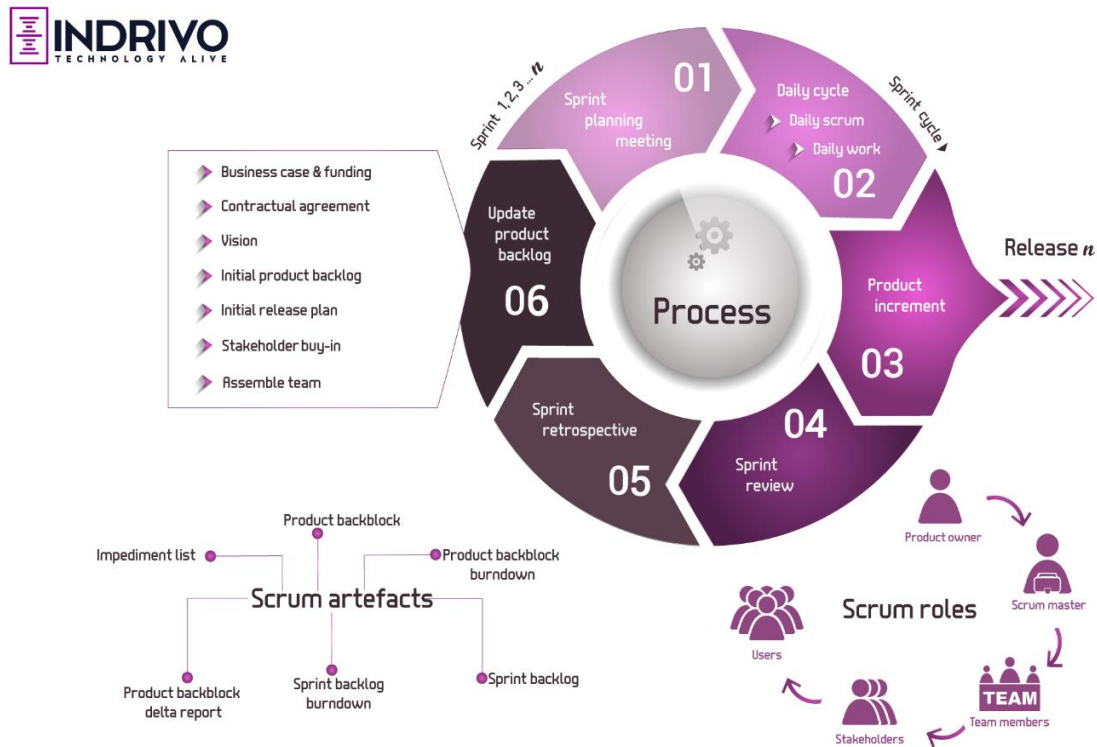 INDRIVO
TECHNOLOGY ALIVE
Sprint 1,2,3 ... n
01
Sprint
planning
meeting
Daily cycle
Daily scrum
Daily work
02
Sprint cycle
Business case & funding
Contractual agreement
Vision
Initial product backlog
Initial release plan
Stakeholder buy-in
Assemble team
Update
product
backlog
06
Process
Product
increment
03
Release n
Sprint
retrospective
05
04
Sprint
review
Product backblock
Impediment list
Product backblock
burndown
Scrum artefacts
Product backblock
delta report
Sprint backlog
burndown
Sprint backlog
Product owner
Scrum master
Scrum roles
Users
TEAM
Team members
Stakeholders